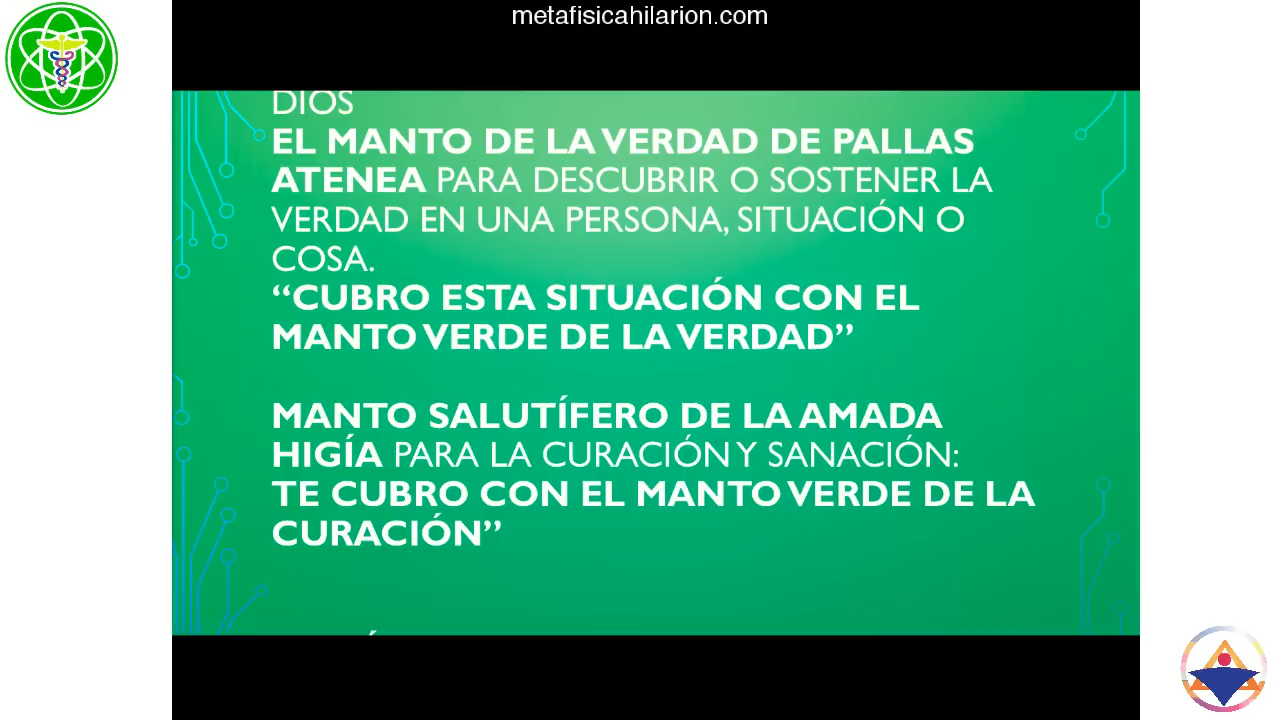 metafisicahilarion.com
DIOS
EL MANTO DE LA VERDAD DE PALLAS
ATENEA PARA DESCUBRIR O SOSTENER LA
VERDAD EN UNA PERSONA, SITUACIÓN O
COSA.
“CUBRO ESTA SITUACIÓN CON EL
MANTO VERDE DE LA VERDAD”
MANTO SALUTÍFERO DE LA AMADA
HIGÍA PARA LA CURACIÓN Y SANACIÓN:
TE CUBRO CON EL MANTO VERDE DE LA
CURACIÓN”